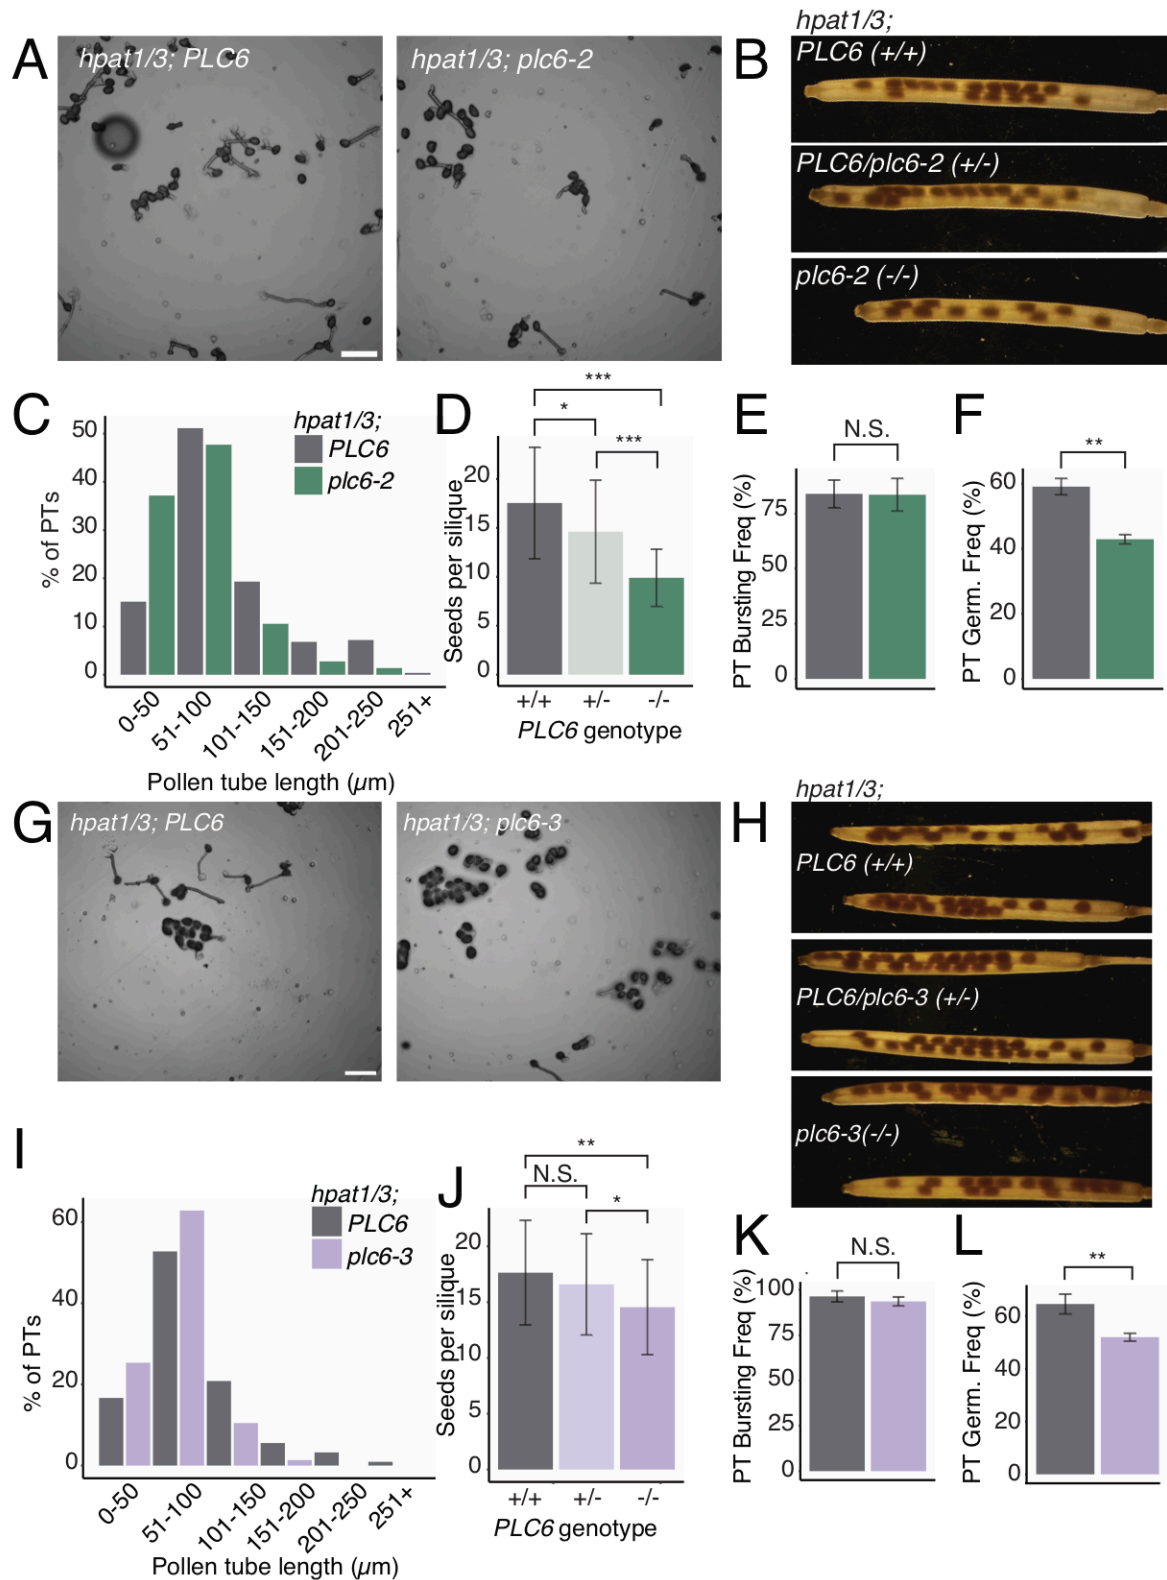 A
hpat1/3; PLC6
hpat1/3; plc6-2
B
hpat1/3;
PLC6 (+/+)
PLC6/plc6-2 (+/-)
plc6-2 (-/-)
C
% of PTs
50
40
30
20
10
0
hpat1/3;
PLC6
plc6-2
0-50
51-100
101-150
151-200
201-250
251+
Pollen tube length (µm)
D
***
*
***
Seeds per silique
20
15
10
5
0
+/+
+/-
-/-
PLC6 genotype
E
N.S.
PT Bursting Freq (%)
75
50
25
0
F
**
PT Germ. Freq (%)
60
40
20
0
G
hpat1/3; PLC6
hpat1/3; plc6-3
H
hpat1/3;
PLC6 (+/+)
PLC6/plc6-3 (+/-)
plc6-3(-/-)
I
% of PTs
60
40
20
0
hpat1/3;
PLC6
plc6-3
0-50
51-100
101-150
151-200
201-250
251+
Pollen tube length (µm)
J
**
N.S.
*
Seeds per silique
20
15
10
5
0
+/+
+/-
-/-
PLC6 genotype
K
N.S.
PT Bursting Freq (%)
100
75
50
25
0
L
**
PT Germ. Freq (%)
60
40
20
0